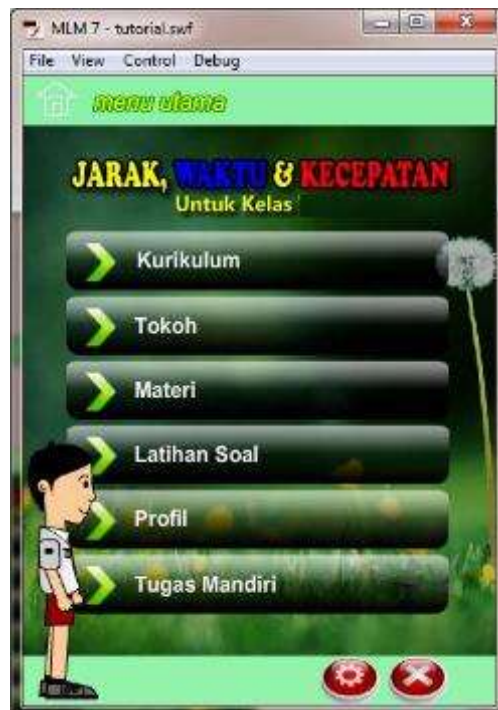 MLM 7 - tutorial.swf
File View Control Debug
menu utama
JARAK, WAKTU & KECEPATAN
Untuk Kelas
Kurikulum
Tokoh
Materi
Latihan Soal
Profil
Tugas Mandiri